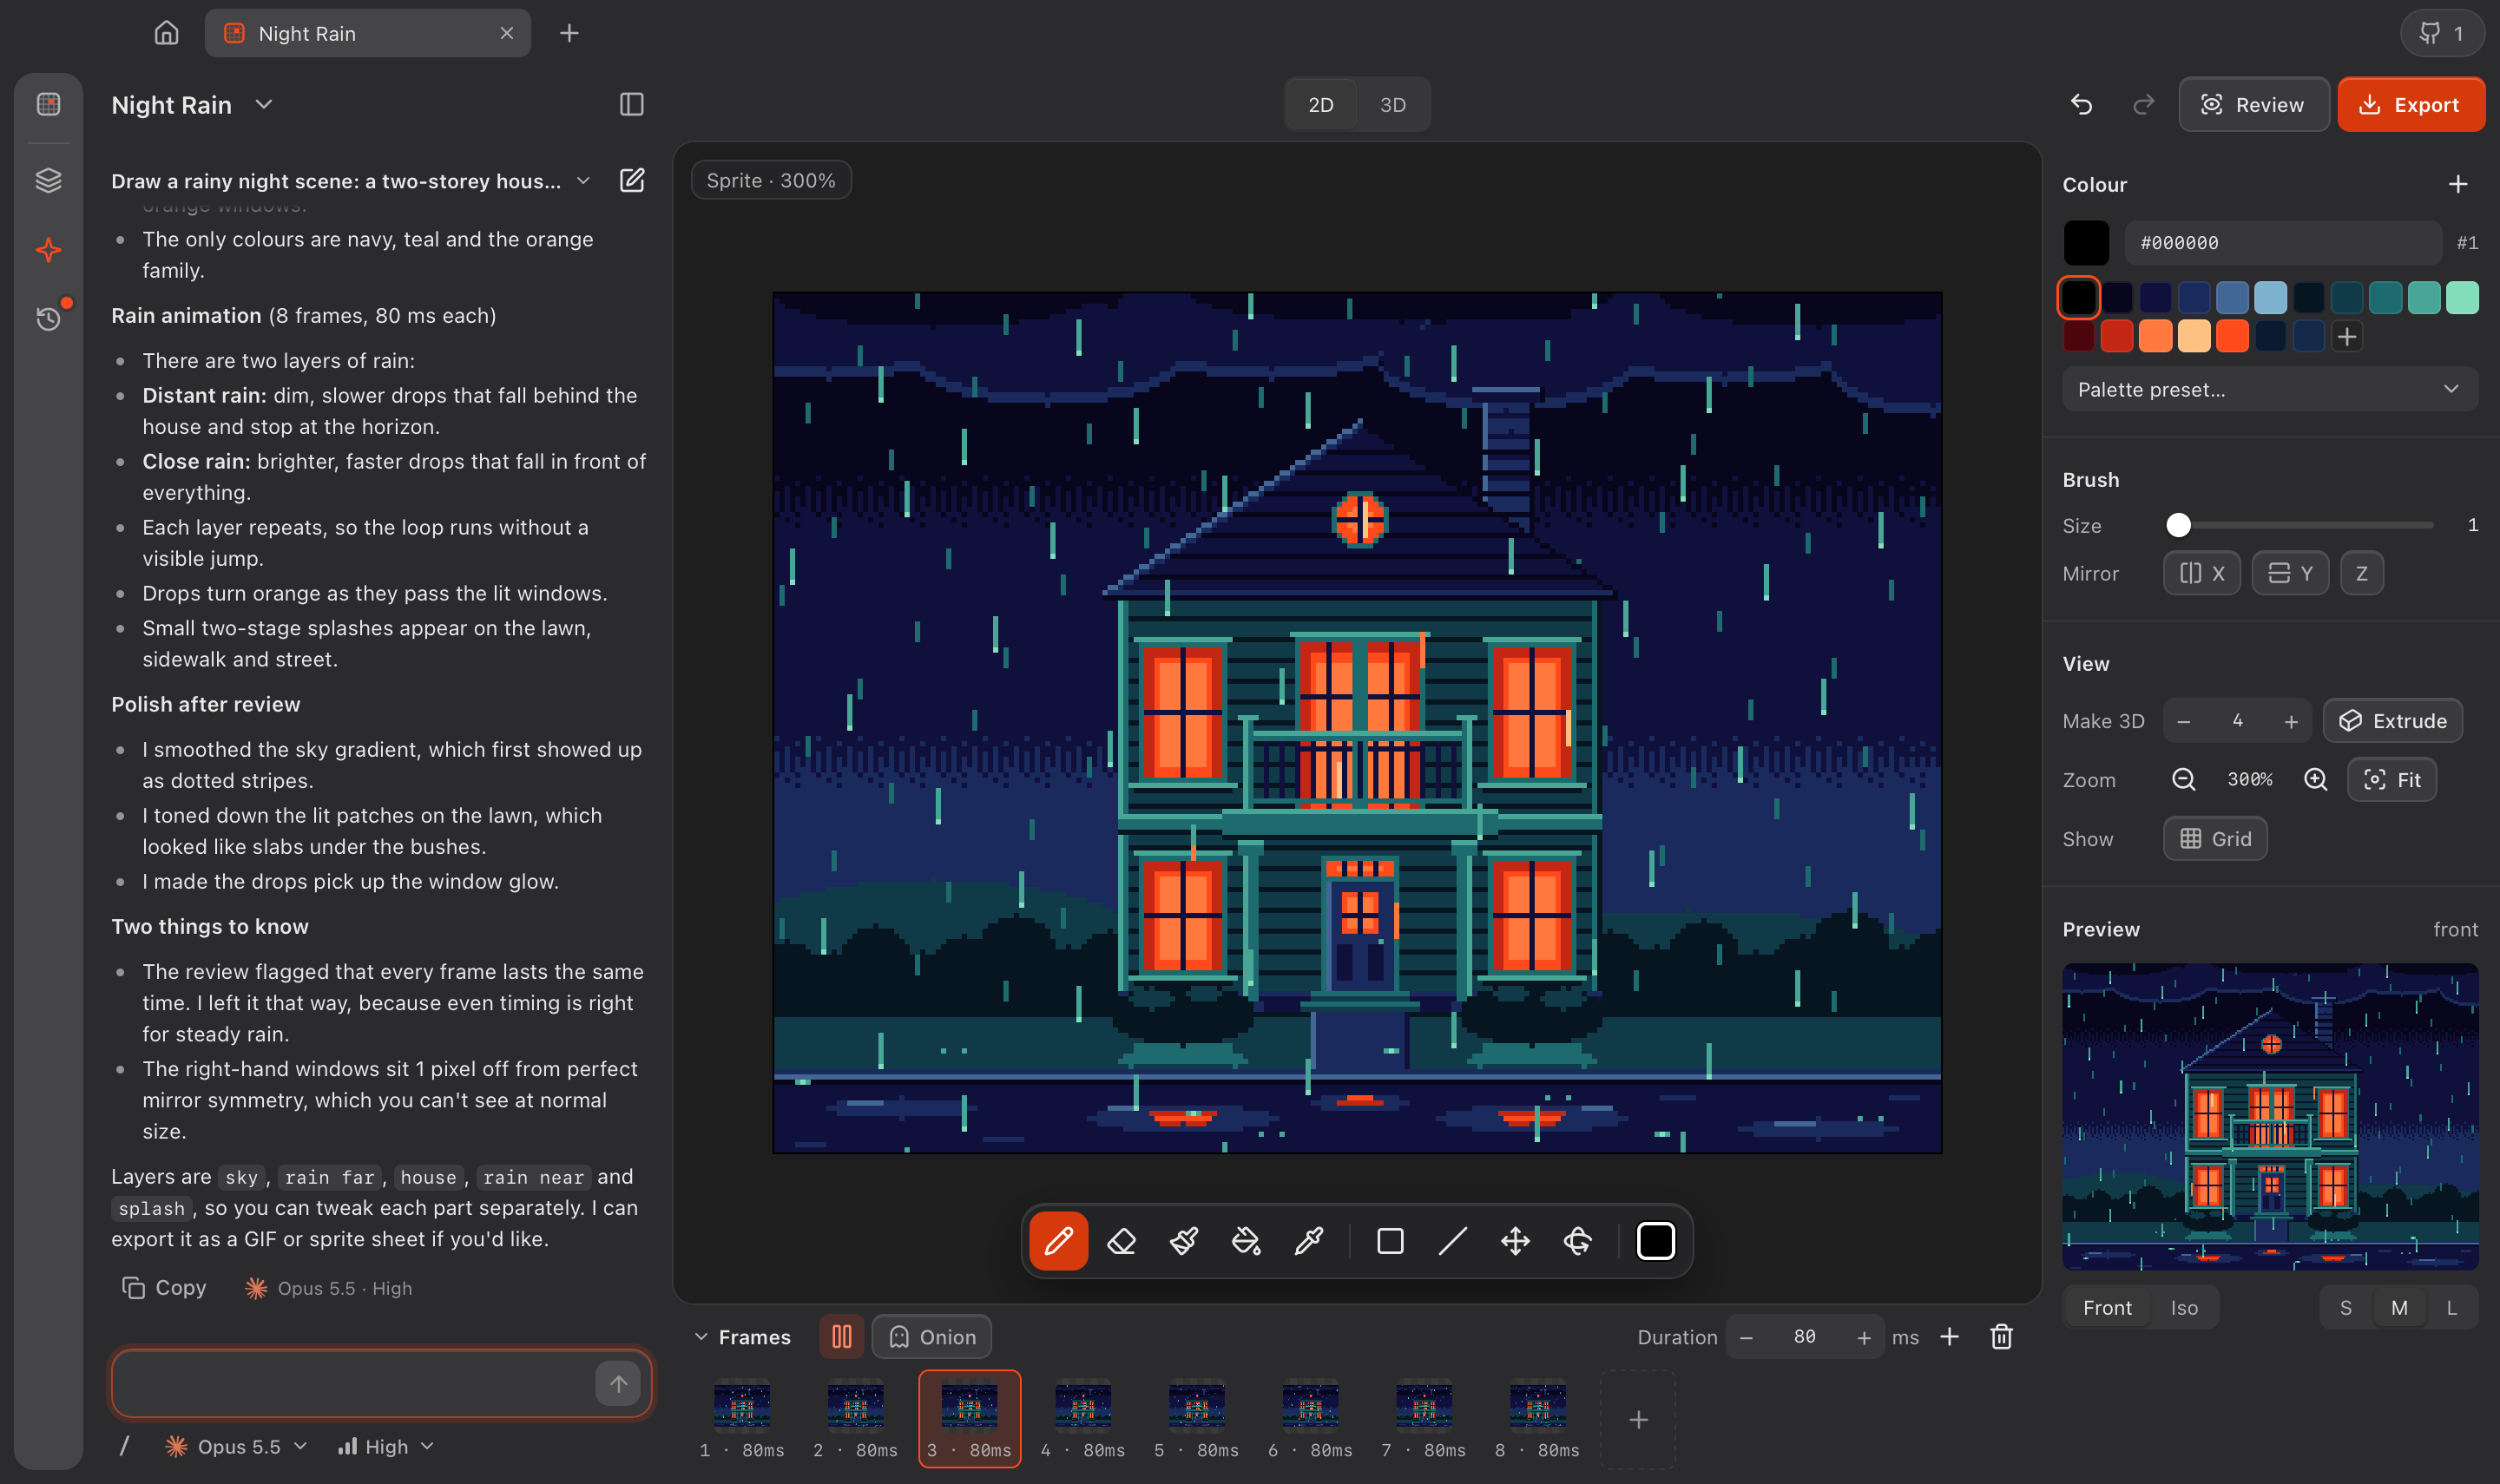 Night Rain
1
Night Rain
2D
3D
Review
Export
Draw a rainy night scene: a two-storey hous...
orange windows.
The only colours are navy, teal and the orange
family.
Rain animation (8 frames, 80 ms each)
There are two layers of rain:
Distant rain: dim, slower drops that fall behind the
house and stop at the horizon.
Close rain: brighter, faster drops that fall in front of
everything.
Each layer repeats, so the loop runs without a
visible jump.
Drops turn orange as they pass the lit windows.
Small two-stage splashes appear on the lawn,
sidewalk and street.
Polish after review
I smoothed the sky gradient, which first showed up
as dotted stripes.
I toned down the lit patches on the lawn, which
looked like slabs under the bushes.
I made the drops pick up the window glow.
Two things to know
The review flagged that every frame lasts the same
time. I left it that way, because even timing is right
for steady rain.
The right-hand windows sit 1 pixel off from perfect
mirror symmetry, which you can't see at normal
size.
Layers are sky, rain far, house, rain near and
splash, so you can tweak each part separately. I can
export it as a GIF or sprite sheet if you'd like.
Copy
Opus 5.5 · High
/
Opus 5.5
High
Sprite · 300%
Frames
Onion
Duration
80
ms
1 · 80ms
2 · 80ms
3 · 80ms
4 · 80ms
5 · 80ms
6 · 80ms
7 · 80ms
8 · 80ms
Colour
#000000
#1
Palette preset...
Brush
Size
1
Mirror
X
Y
Z
View
Make 3D
4
Extrude
Zoom
300%
Fit
Show
Grid
Preview
front
Front
Iso
S
M
L